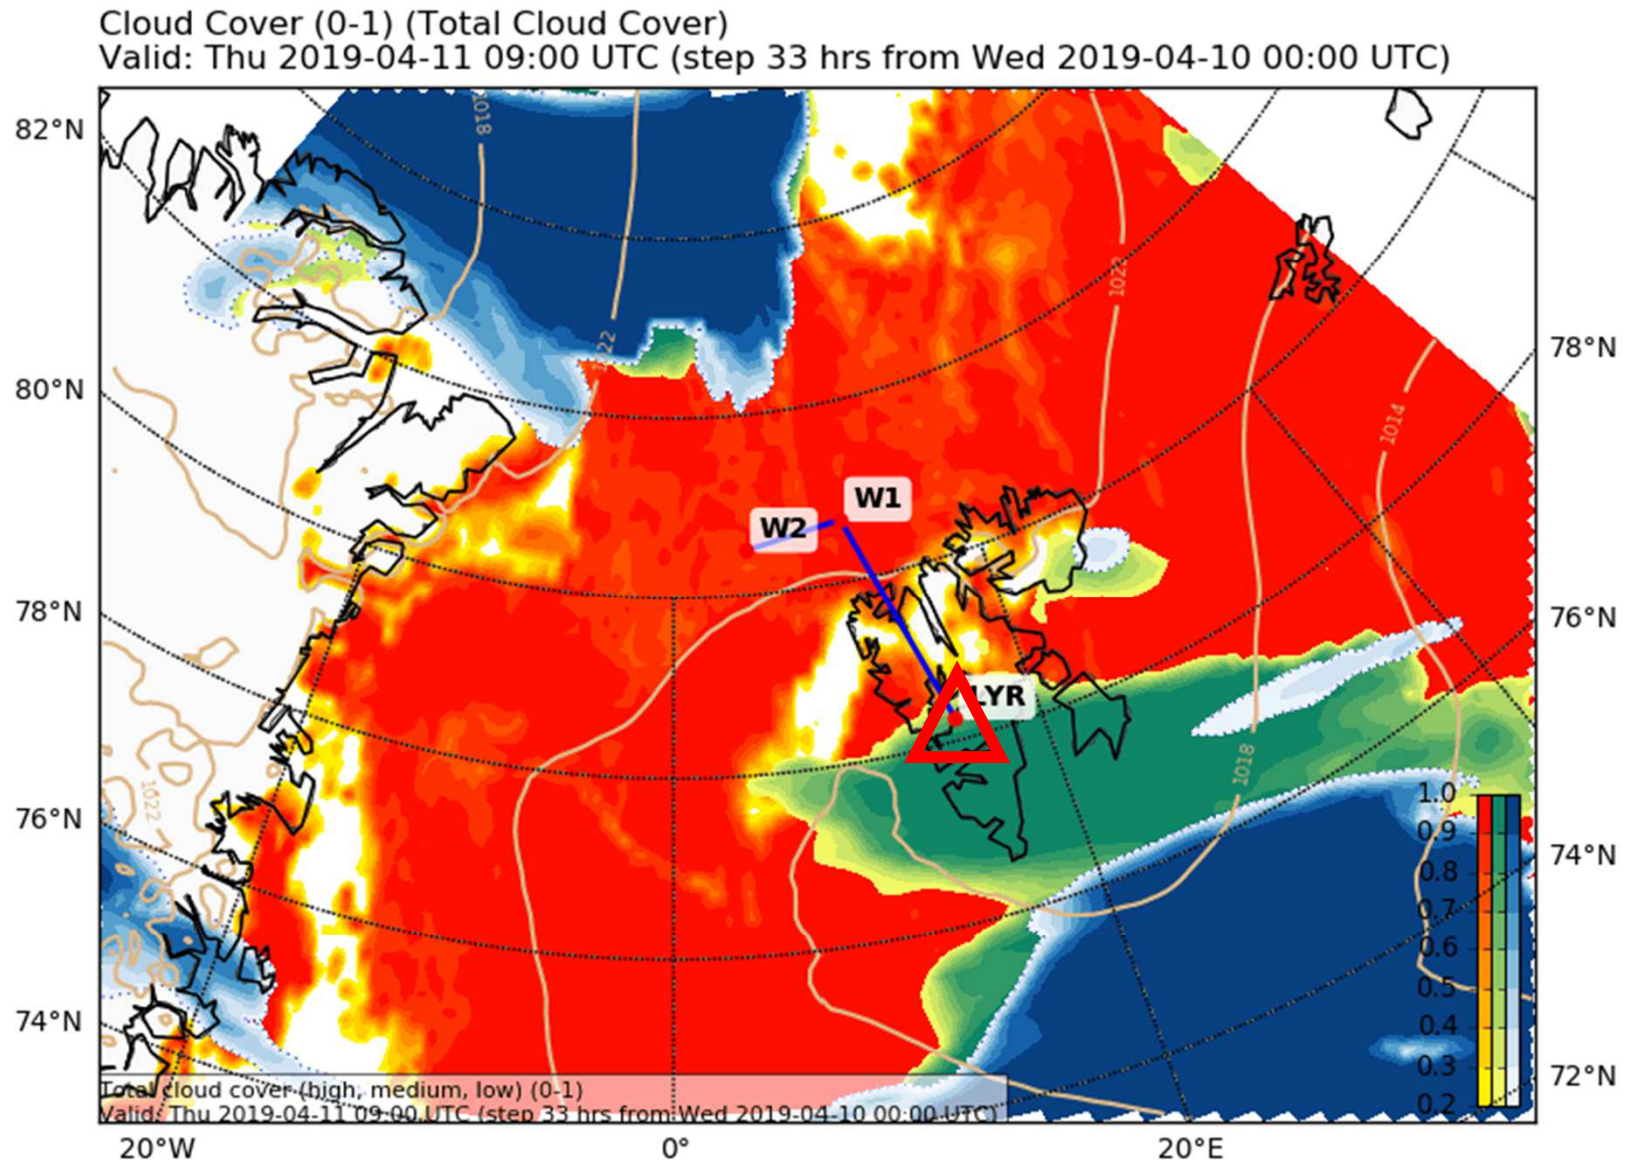 Cloud Cover (0-1) (Total Cloud Cover)
Valid: Thu 2019-04-11 09:00 UTC (step 33 hrs from Wed 2019-04-10 00:00 UTC)
1018
82°N
1022
1022
78°N
80°N
1014
W1
W2
78°N
76°N
LYR
1018
1022
76°N
1.0
0.9
74°N
0.8
0.7
0.6
0.5
74°N
0.4
0.3
72°N
0.2
Total cloud cover (high, medium, low) (0-1)
Valid: Thu 2019-04-11 09:00 UTC (step 33 hrs from Wed 2019-04-10 00:00 UTC)
20°W
0°
20°E